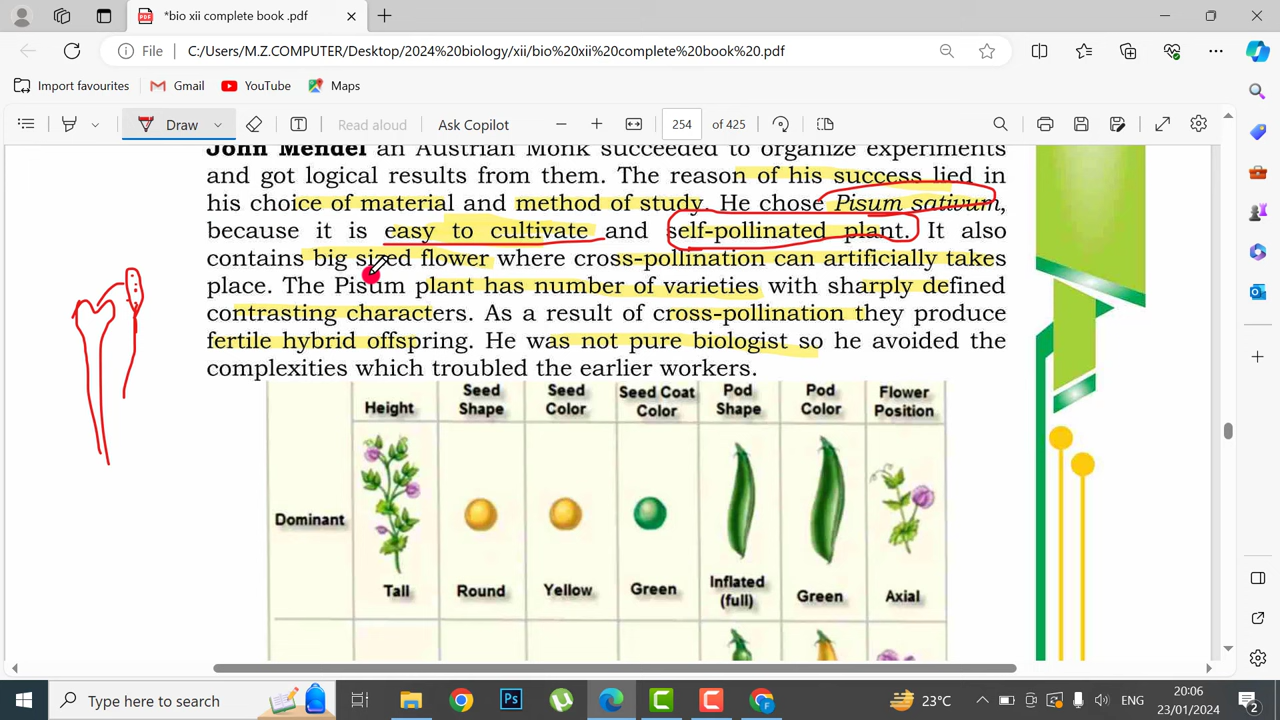 *bio xii complete book .pdf
File C:/Users/M.Z.COMPUTER/Desktop/2024%20biology/xii/bio%20xii%20complete%20book%20.pdf
Import favourites Gmail YouTube Maps
Draw Read aloud Ask Copilot 254 of 425
John Mendel an Austrian Monk succeeded to organize experiments
and got logical results from them. The reason of his success lied in
his choice of material and method of study. He chose Pisum sativum,
because it is easy to cultivate and self-pollinated plant. It also
contains big sized flower where cross-pollination can artificially takes
place. The Pisum plant has number of varieties with sharply defined
contrasting characters. As a result of cross-pollination they produce
fertile hybrid offspring. He was not pure biologist so he avoided the
complexities which troubled the earlier workers.
Height Seed Shape Seed Color Seed Coat Color Pod Shape Pod Color Flower Position
Dominant
Tall Round Yellow Green Inflated (full) Green Axial
Type here to search Ps 23°C ENG 20:06
23/01/2024 2